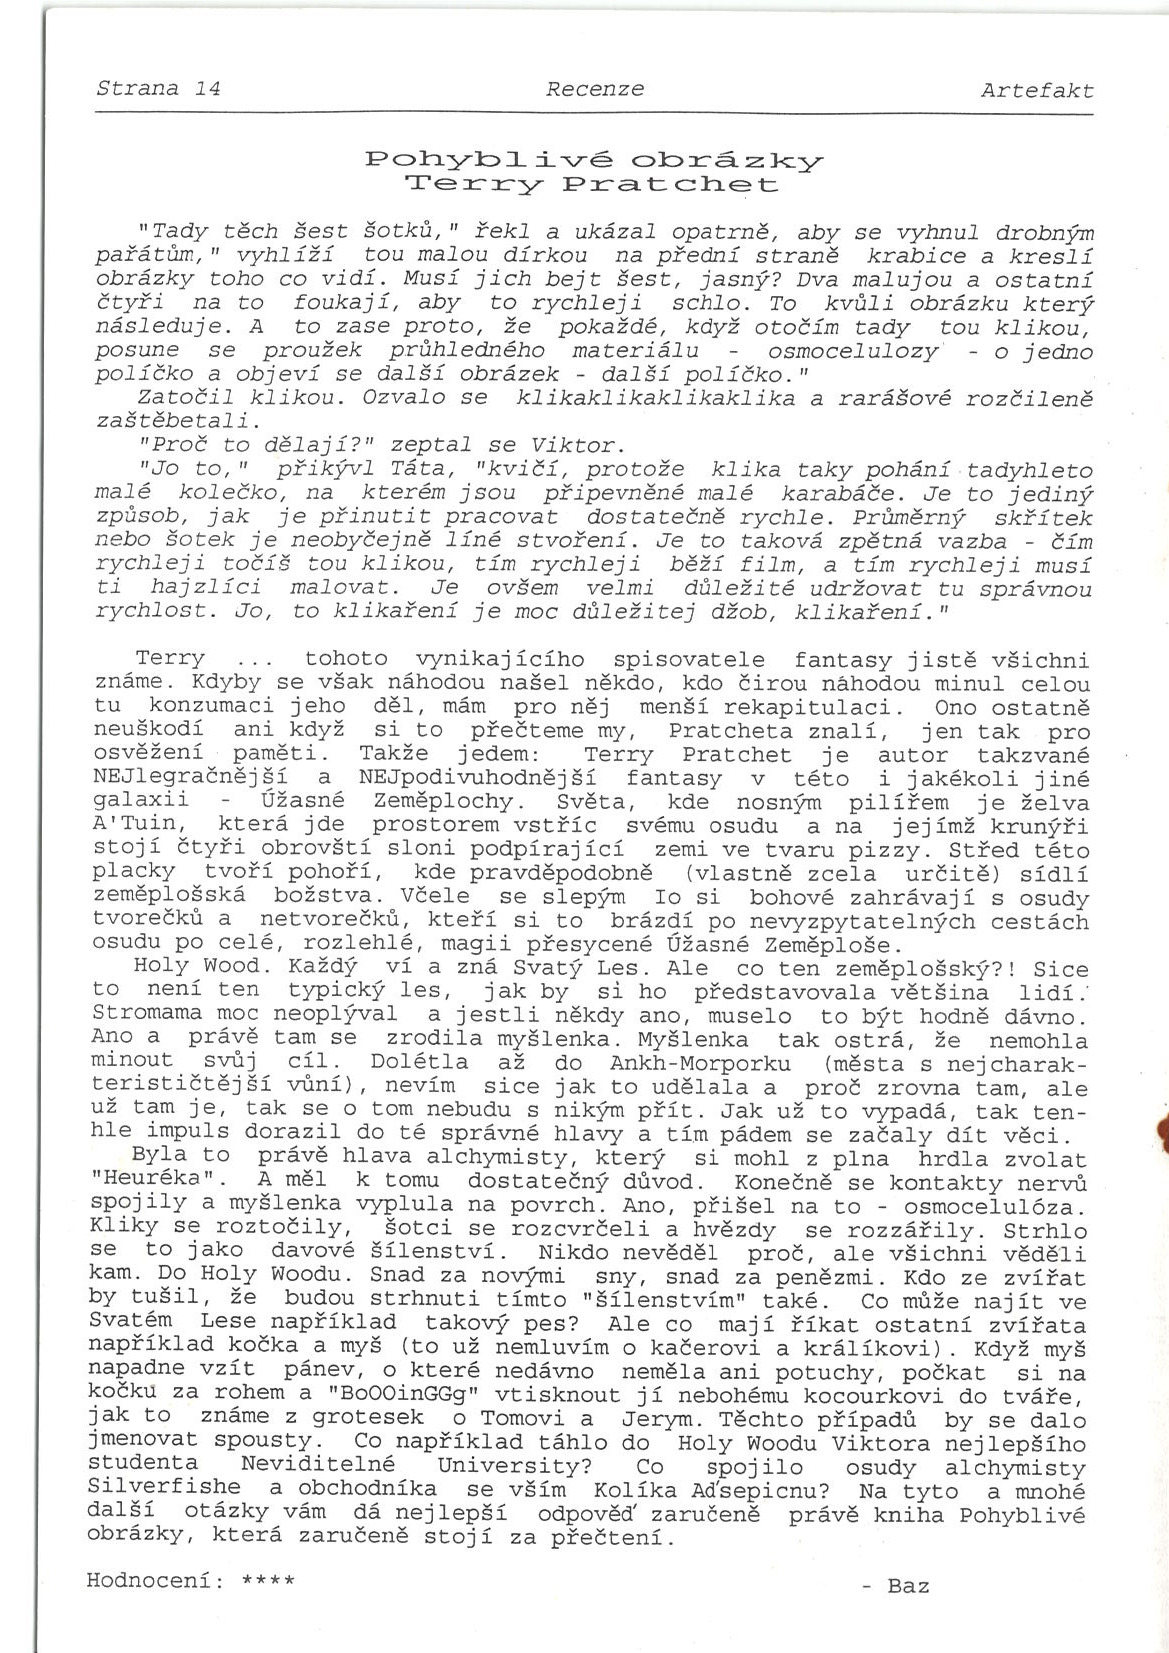 Strana 14 Recenze Artefakt
Pohyblivé obrázky
Terry Pratchet
"Tady těch šest šotků," řekl a ukázal opatrně, aby se vyhnul drobným
pařátům," vyhlíží tou malou dírkou na přední straně krabice a kreslí
obrázky toho co vidí. Musí jich bejt šest, jasný? Dva malujou a ostatní
čtyři na to foukají, aby to rychleji schlo. To kvůli obrázku který
následuje. A to zase proto, že pokaždé, když otočím tady tou klikou,
posune se proužek průhledného materiálu - osmocelulozy - o jedno
políčko a objeví se další obrázek - další políčko."
Zatočil klikou. Ozvalo se klikaklikaklikaklika a rarášové rozčileně
zaštěbetali.
"Proč to dělají?" zeptal se Viktor.
"Jo to," přikývl Táta, "kvičí, protože klika taky pohání tadyhleto
malé kolečko, na kterém jsou připevněné malé karabáče. Je to jediný
způsob, jak je přinutit pracovat dostatečně rychle. Průměrný skřítek
nebo šotek je neobyčejně líné stvoření. Je to taková zpětná vazba - čím
rychleji točíš tou klikou, tím rychleji běží film, a tím rychleji musí
ti hajzlíci malovat. Je ovšem velmi důležité udržovat tu správnou
rychlost. Jo, to klikaření je moc důležitej džob, klikaření."
Terry ... tohoto vynikajícího spisovatele fantasy jistě všichni
známe. Kdyby se však náhodou našel někdo, kdo čirou náhodou minul celou
tu konzumaci jeho děl, mám pro něj menší rekapitulaci. Ono ostatně
neuškodí ani když si to přečteme my, Pratcheta znalí, jen tak pro
osvěžení paměti. Takže jedem: Terry Pratchet je autor takzvané
NEJlegračnější a NEJpodivuhodnější fantasy v této i jakékoli jiné
galaxii - Úžasné Zeměplochy. Světa, kde nosným pilířem je želva
A'Tuin, která jde prostorem vstříc svému osudu a na jejímž krunýři
stojí čtyři obrovští sloni podpírající zemi ve tvaru pizzy. Střed této
placky tvoří pohoří, kde pravděpodobně (vlastně zcela určitě) sídlí
zeměplošská božstva. Včele se slepým Io si bohové zahrávají s osudy
tvorečků a netvorečků, kteří si to brázdí po nevyzpytatelných cestách
osudu po celé, rozlehlé, magii přesycené Úžasné Zeměploše.
Holy Wood. Každý ví a zná Svatý Les. Ale co ten zeměplošský?! Sice
to není ten typický les, jak by si ho představovala většina lidí.
Stromama moc neoplýval a jestli někdy ano, muselo to být hodně dávno.
Ano a právě tam se zrodila myšlenka. Myšlenka tak ostrá, že nemohla
minout svůj cíl. Dolétla až do Ankh-Morporku (města s nejcharak-
terističtější vůní), nevím sice jak to udělala a proč zrovna tam, ale
už tam je, tak se o tom nebudu s nikým přít. Jak už to vypadá, tak ten-
hle impuls dorazil do té správné hlavy a tím pádem se začaly dít věci.
Byla to právě hlava alchymisty, který si mohl z plna hrdla zvolat
"Heuréka". A měl k tomu dostatečný důvod. Konečně se kontakty nervů
spojily a myšlenka vyplula na povrch. Ano, přišel na to - osmocelulóza.
Kliky se roztočily, šotci se rozcvrčeli a hvězdy se rozzářily. Strhlo
se to jako davové šílenství. Nikdo nevěděl proč, ale všichni věděli
kam. Do Holy Woodu. Snad za novými sny, snad za penězmi. Kdo ze zvířat
by tušil, že budou strhnuti tímto "šílenstvím" také. Co může najít ve
Svatém Lese například takový pes? Ale co mají říkat ostatní zvířata
například kočka a myš (to už nemluvím o kačerovi a králíkovi). Když myš
napadne vzít pánev, o které nedávno neměla ani potuchy, počkat si na
kočku za rohem a "BoOOinGGg" vtisknout jí nebohému kocourkovi do tváře,
jak to známe z grotesek o Tomovi a Jerym. Těchto případů by se dalo
jmenovat spousty. Co například táhlo do Holy Woodu Viktora nejlepšího
studenta Neviditelné University? Co spojilo osudy alchymisty
Silverfishe a obchodníka se vším Kolíka Aďsepicnu? Na tyto a mnohé
další otázky vám dá nejlepší odpověď zaručeně právě kniha Pohyblivé
obrázky, která zaručeně stojí za přečtení.
Hodnocení: **** - Baz